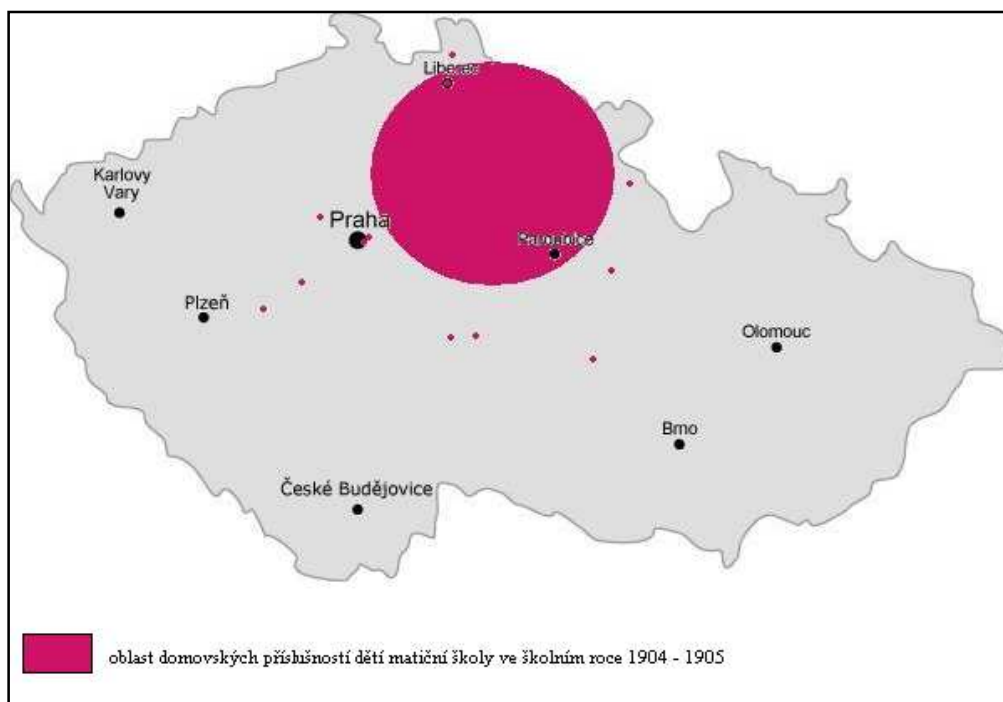 Liberec
Karlovy
Vary
Praha
Pardubice
Plzeň
Olomouc
Brno
České Budějovice
oblast domovských příslušností dětí matiční školy ve školním roce 1904 - 1905